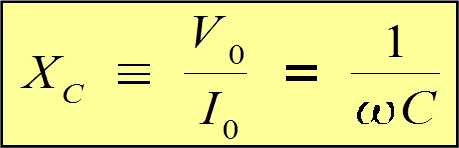 X_C ≡ V_0 / I_0 = 1 / ωC